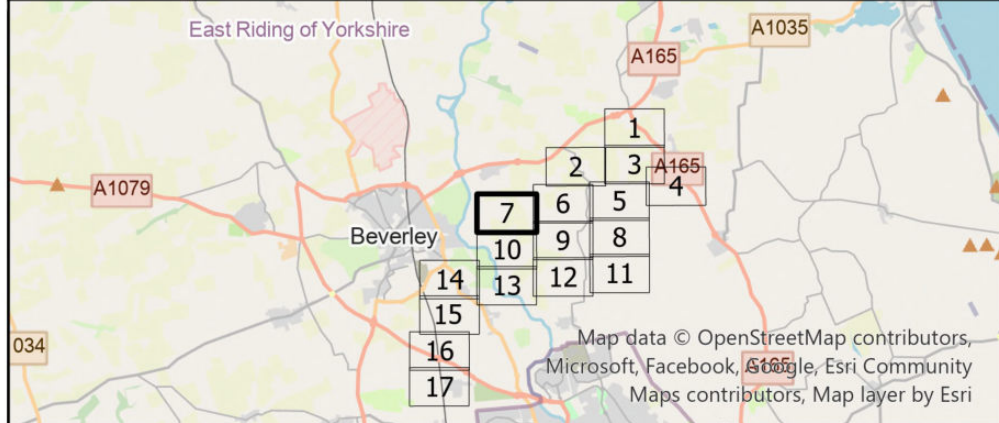 East Riding of Yorkshire
A1035
A165
1
2
3
A165
4
A1079
7
6
5
Beverley
10
9
8
14
13
12
11
15
034
16
17
A165
Map data © OpenStreetMap contributors,
Microsoft, Facebook, Google, Esri Community
Maps contributors, Map layer by Esri